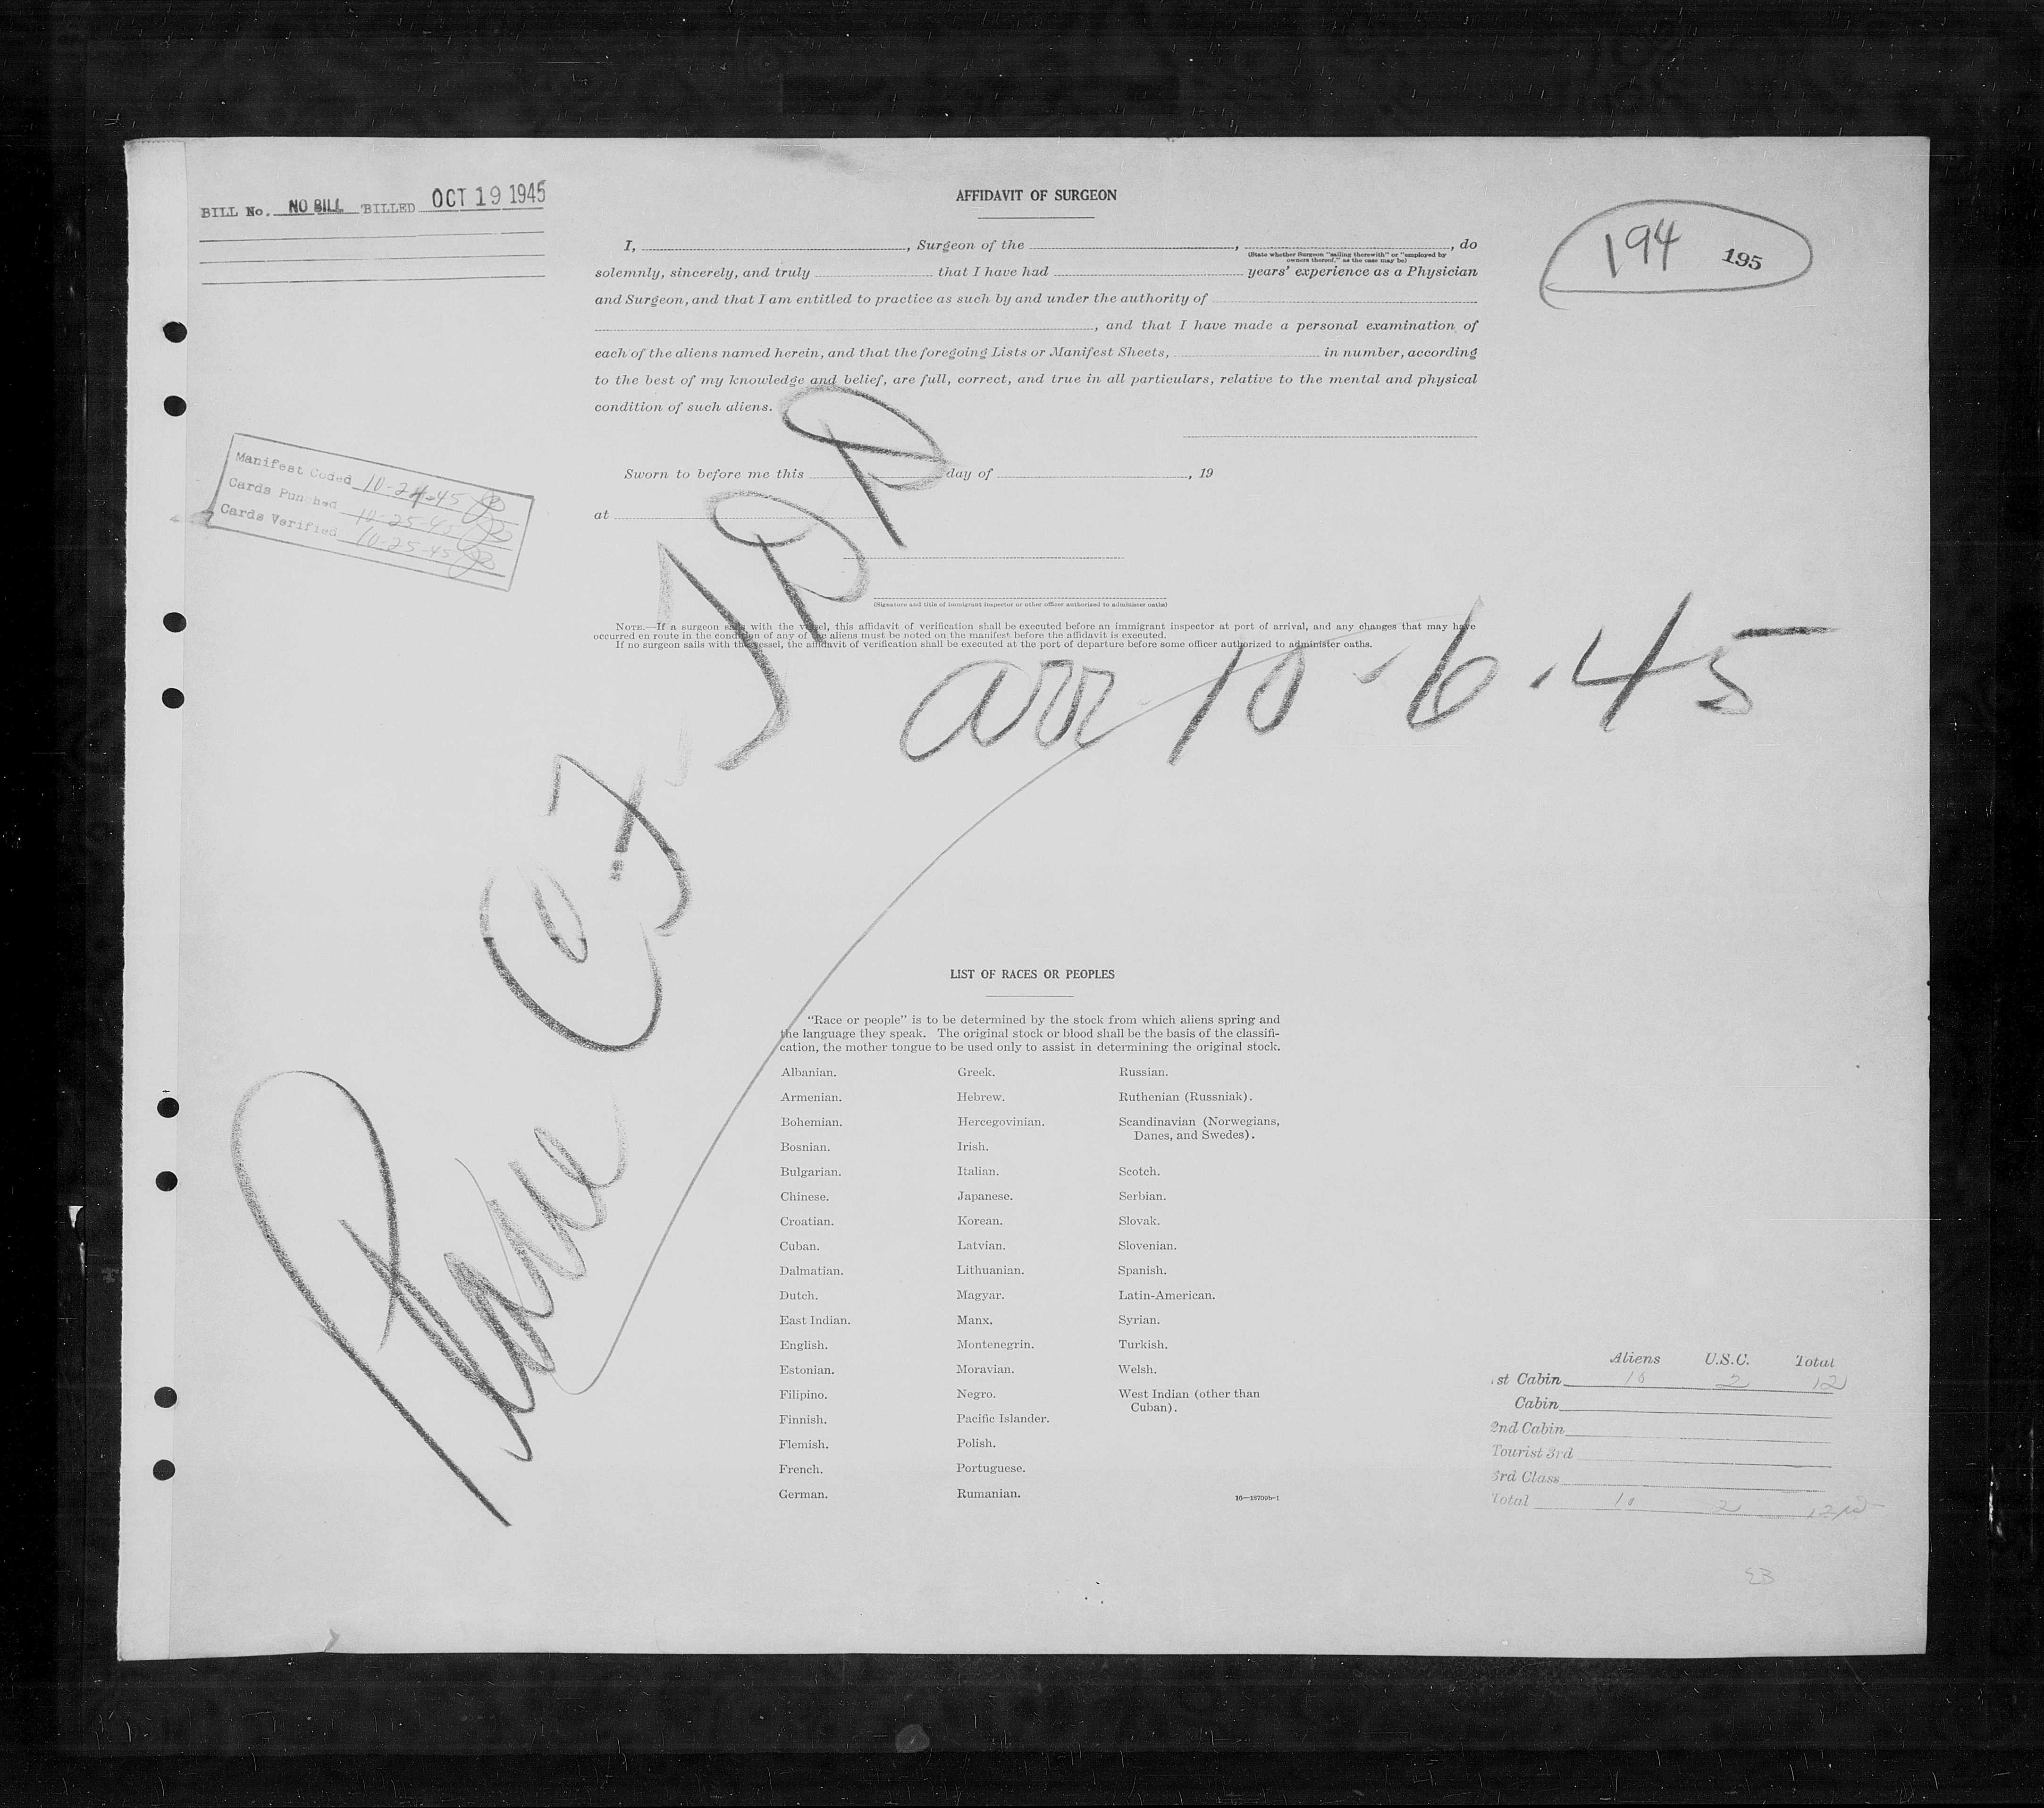 BILL No. NO BILL BILLED OCT 19 1945
AFFIDAVIT OF SURGEON
194 195
I, , Surgeon of the , , do
(State whether Surgeon "sailing therewith" or "employed by
owners thereof," as the case may be)
solemnly, sincerely, and truly that I have had years' experience as a Physician
and Surgeon, and that I am entitled to practice as such by and under the authority of
, and that I have made a personal examination of
each of the aliens named herein, and that the foregoing Lists or Manifest Sheets, in number, according
to the best of my knowledge and belief, are full, correct, and true in all particulars, relative to the mental and physical
condition of such aliens.
Manifest Coded 10-24-45
Cards Punched 10-25-45
Cards Verified 10-25-45
Sworn to before me this day of , 19
at
(Signature and title of immigrant inspector or other officer authorized to administer oaths)
NOTE.—If a surgeon sails with the vessel, this affidavit of verification shall be executed before an immigrant inspector at port of arrival, and any changes that may have
occurred en route in the condition of any of the aliens must be noted on the manifest before the affidavit is executed.
If no surgeon sails with the vessel, the affidavit of verification shall be executed at the port of departure before some officer authorized to administer oaths.
arr 10-6-45
Plane
LIST OF RACES OR PEOPLES
"Race or people" is to be determined by the stock from which aliens spring and
the language they speak. The original stock or blood shall be the basis of the classifi-
cation, the mother tongue to be used only to assist in determining the original stock.
Albanian.
Armenian.
Bohemian.
Bosnian.
Bulgarian.
Chinese.
Croatian.
Cuban.
Dalmatian.
Dutch.
East Indian.
English.
Estonian.
Filipino.
Finnish.
Flemish.
French.
German.
Greek.
Hebrew.
Hercegovinian.
Irish.
Italian.
Japanese.
Korean.
Latvian.
Lithuanian.
Magyar.
Manx.
Montenegrin.
Moravian.
Negro.
Pacific Islander.
Polish.
Portuguese.
Rumanian.
Russian.
Ruthenian (Russniak).
Scandinavian (Norwegians,
Danes, and Swedes).
Scotch.
Serbian.
Slovak.
Slovenian.
Spanish.
Latin-American.
Syrian.
Turkish.
Welsh.
West Indian (other than
Cuban).
Aliens U.S.C. Total
1st Cabin 10 2 12
Cabin
2nd Cabin
Tourist 3rd
3rd Class
Total 10 2 12